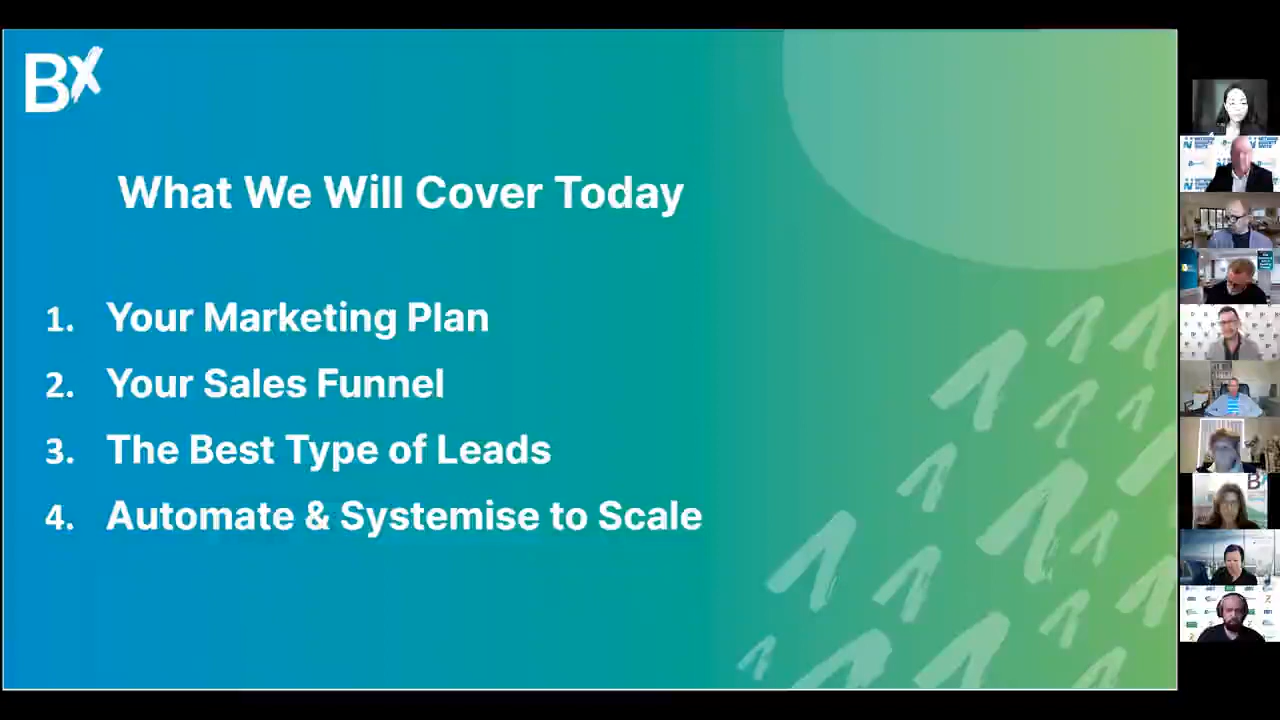 Bx
What We Will Cover Today
1. Your Marketing Plan
2. Your Sales Funnel
3. The Best Type of Leads
4. Automate & Systemise to Scale